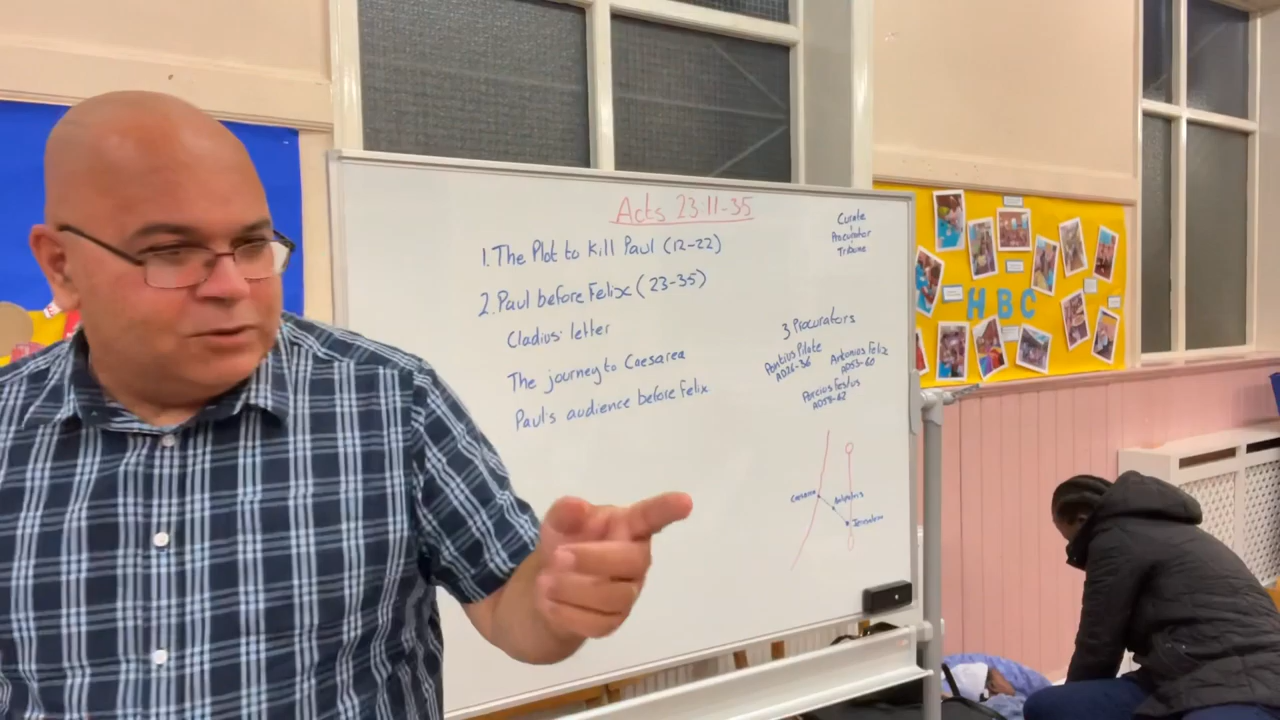 Acts 23:11-35
1. The Plot to Kill Paul (12-22)
2. Paul before Felix (23-35)
Cladius' letter
The journey to Caesarea
Paul's audience before Felix
Curate
Procurator
Tribune
3 Procurators
Pontius Pilate
AD26-36
Antonios Felix
AD53-60
Porcius Festus
AD58-62
Caesarea
Antipatris
Jerusalem
HBC